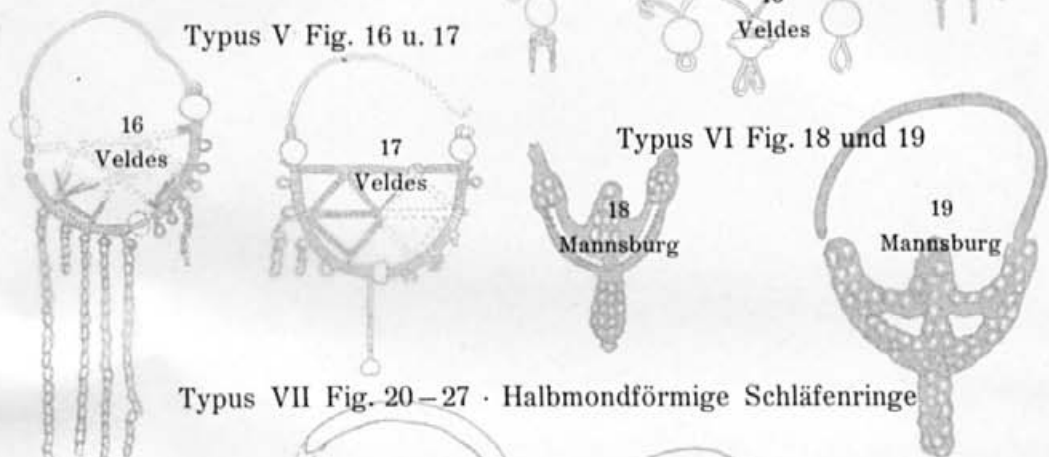 Typus V Fig. 16 u. 17
Veldes
16
Veldes
17
Veldes
Typus VI Fig. 18 und 19
18
Mannsburg
19
Mannsburg
Typus VII Fig. 20–27 · Halbmondförmige Schläfenringe